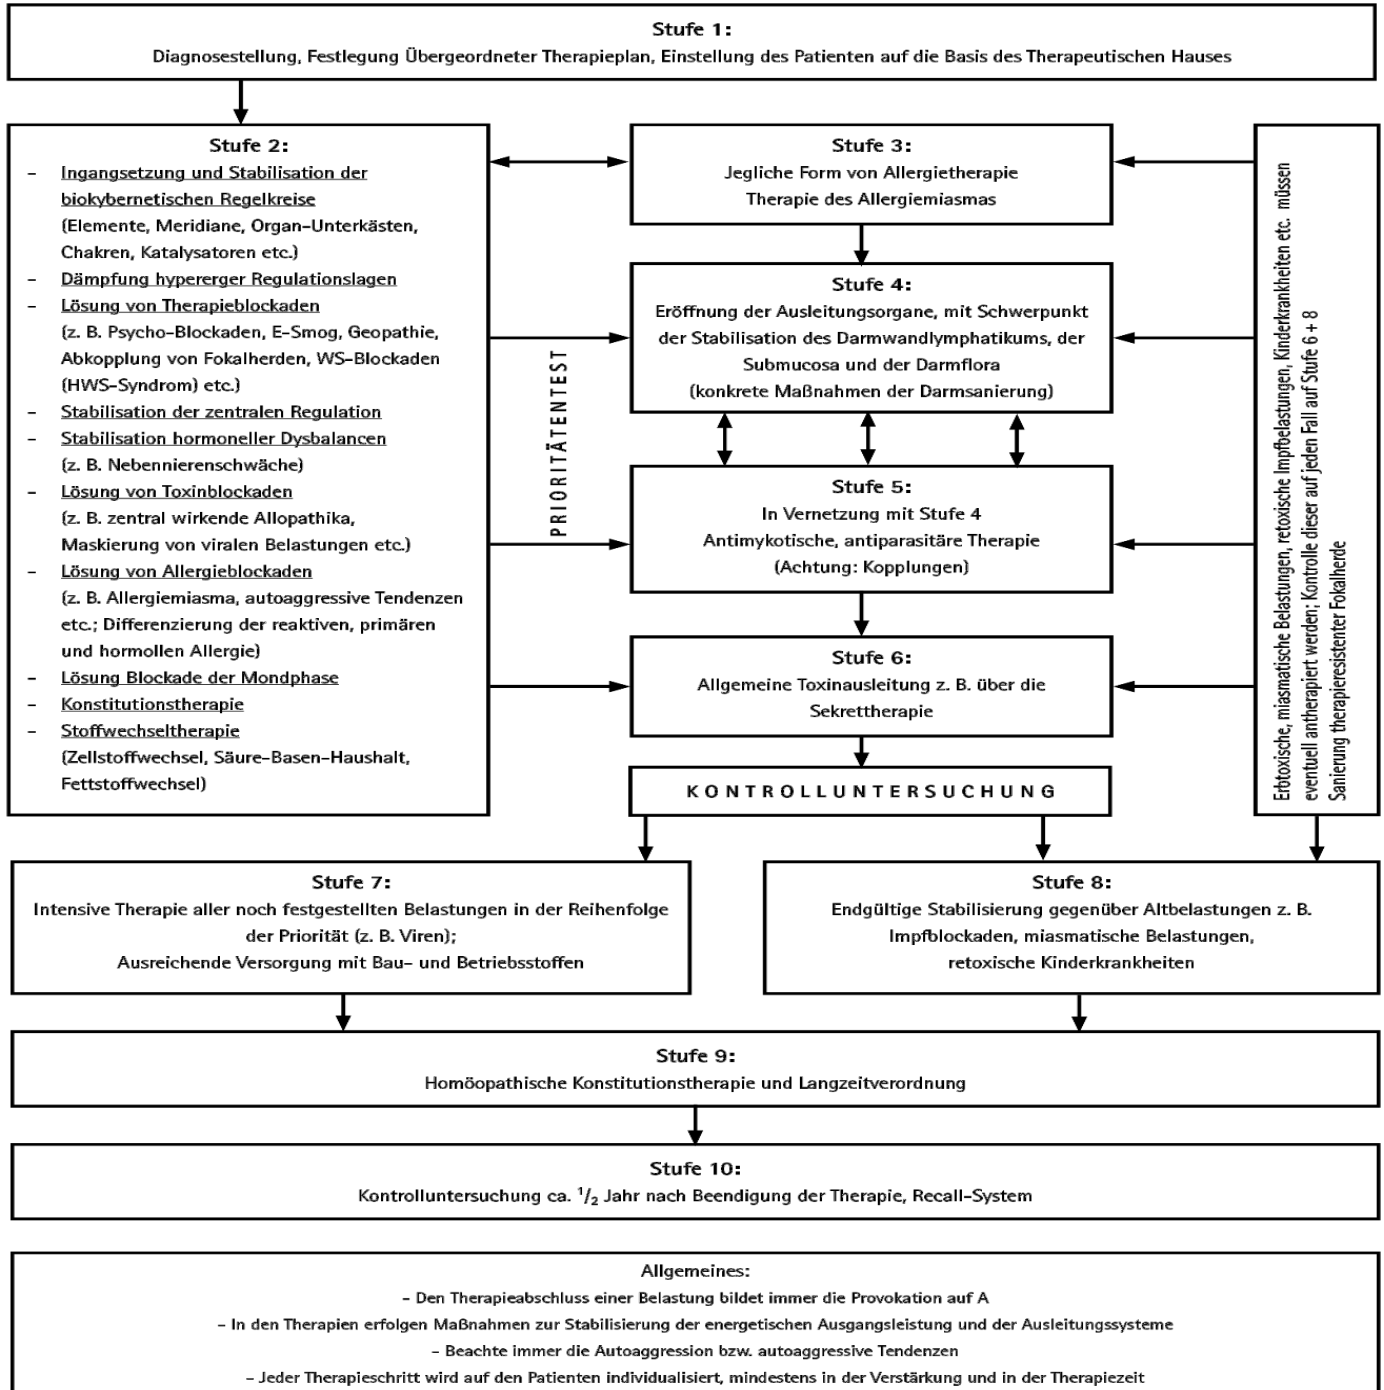 Stufe 1:
Diagnosestellung, Festlegung Übergeordneter Therapieplan, Einstellung des Patienten auf die Basis des Therapeutischen Hauses
Stufe 2:
– Ingangsetzung und Stabilisation der
biokybernetischen Regelkreise
(Elemente, Meridiane, Organ-Unterkästen,
Chakren, Katalysatoren etc.)
– Dämpfung hypererger Regulationslagen
– Lösung von Therapieblockaden
(z. B. Psycho-Blockaden, E-Smog, Geopathie,
Abkopplung von Fokalherden, WS-Blockaden
(HWS-Syndrom) etc.)
– Stabilisation der zentralen Regulation
– Stabilisation hormoneller Dysbalancen
(z. B. Nebennierenschwäche)
– Lösung von Toxinblockaden
(z. B. zentral wirkende Allopathika,
Maskierung von viralen Belastungen etc.)
– Lösung von Allergieblockaden
(z. B. Allergiemiasma, autoaggressive Tendenzen
etc.; Differenzierung der reaktiven, primären
und hormollen Allergie)
– Lösung Blockade der Mondphase
– Konstitutionstherapie
– Stoffwechseltherapie
(Zellstoffwechsel, Säure-Basen-Haushalt,
Fettstoffwechsel)
PRIORITÄTENTEST
Stufe 3:
Jegliche Form von Allergietherapie
Therapie des Allergiemiasmas
Stufe 4:
Eröffnung der Ausleitungsorgane, mit Schwerpunkt
der Stabilisation des Darmwandlymphatikums, der
Submucosa und der Darmflora
(konkrete Maßnahmen der Darmsanierung)
Stufe 5:
In Vernetzung mit Stufe 4
Antimykotische, antiparasitäre Therapie
(Achtung: Kopplungen)
Stufe 6:
Allgemeine Toxinausleitung z. B. über die
Sekrettherapie
KONTROLLUNTERSUCHUNG
Erbtoxische, miasmatische Belastungen, retoxische Impfbelastungen, Kinderkrankheiten etc. müssen
eventuell antherapiert werden; Kontrolle dieser auf jeden Fall auf Stufe 6 + 8
Sanierung therapieresistenter Fokalherde
Stufe 7:
Intensive Therapie aller noch festgestellten Belastungen in der Reihenfolge
der Priorität (z. B. Viren);
Ausreichende Versorgung mit Bau- und Betriebsstoffen
Stufe 8:
Endgültige Stabilisierung gegenüber Altbelastungen z. B.
Impfblockaden, miasmatische Belastungen,
retoxische Kinderkrankheiten
Stufe 9:
Homöopathische Konstitutionstherapie und Langzeitverordnung
Stufe 10:
Kontrolluntersuchung ca. 1/2 Jahr nach Beendigung der Therapie, Recall-System
Allgemeines:
– Den Therapieabschluss einer Belastung bildet immer die Provokation auf A
– In den Therapien erfolgen Maßnahmen zur Stabilisierung der energetischen Ausgangsleistung und der Ausleitungssysteme
– Beachte immer die Autoaggression bzw. autoaggressive Tendenzen
– Jeder Therapieschritt wird auf den Patienten individualisiert, mindestens in der Verstärkung und in der Therapiezeit